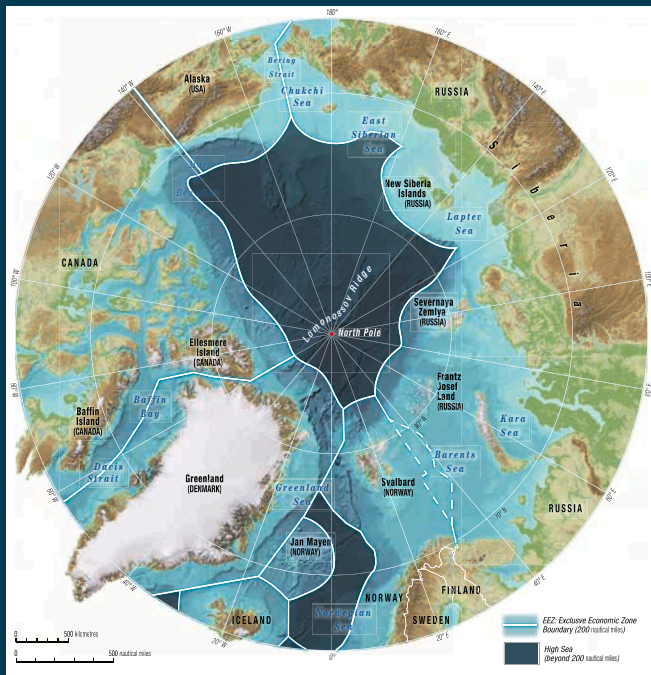 180°
160° W
160° E
Bering
Strait
Alaska
(USA)
Chukchi
Sea
RUSSIA
140° W
140° E
East
Siberian
Sea
Siberia
120° W
120° E
New Siberia
Islands
(RUSSIA)
Laptev
Sea
CANADA
100° W
100° E
Lomonossov Ridge
Severnaya
Zemlya
(RUSSIA)
North Pole
Ellesmere
Island
(CANADA)
Frantz
Josef
Land
(RUSSIA)
80° W
80° E
Baffin
Bay
Baffin
Island
(CANADA)
80° N
Kara
Sea
Barents
Sea
Davis
Strait
Greenland
(DENMARK)
Greenland
Sea
Svalbard
(NORWAY)
60° W
60° E
RUSSIA
70° N
Jan Mayen
(NORWAY)
40° W
40° E
NORWAY
FINLAND
ICELAND
Norwegian
Sea
SWEDEN
20° W
0°
20° E
0 500 kilometres
0 500 nautical miles
EEZ: Exclusve Economic Zone
Boundary (200 nautical miles)
High Sea
(beyond 200 nautical miles)